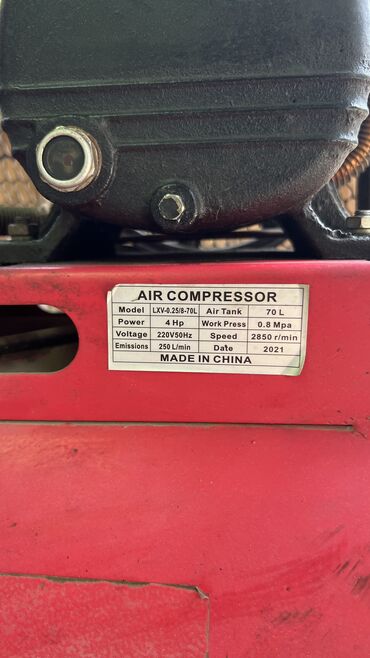 AIR COMPRESSOR
Model LXV-0.25/8-70L Air Tank 70 L
Power 4 Hp Work Press 0.8 Mpa
Voltage 220V50Hz Speed 2850 r/min
Emissions 250 L/min Date 2021
MADE IN CHINA